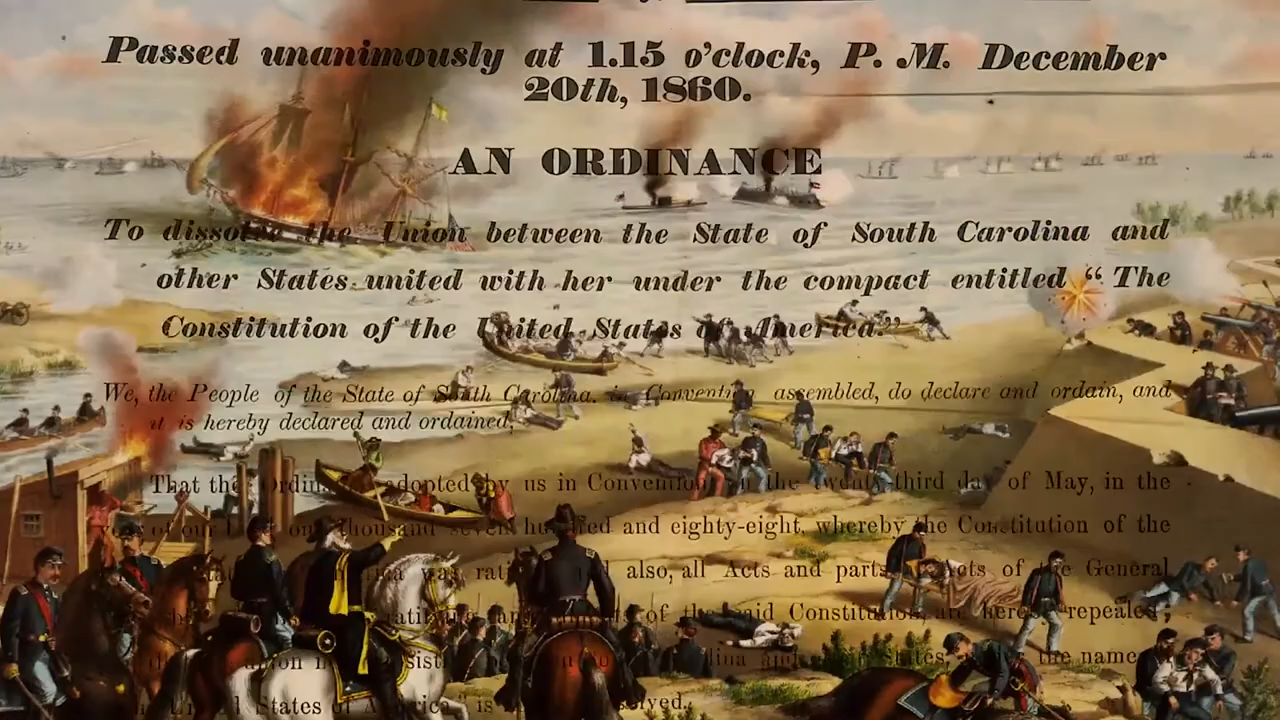 Passed unanimously at 1.15 o'clock, P. M. December
20th, 1860.
AN ORDINANCE
To dissolve the Union between the State of South Carolina and
other States united with her under the compact entitled “ The
Constitution of the United States of America.”
We, the People of the State of South Carolina, in Convention assembled, do declare and ordain, and
it is hereby declared and ordained,
That the Ordinance adopted by us in Convention, on the twenty-third day of May, in the
year of our Lord one thousand seven hundred and eighty-eight, whereby the Constitution of the
was also, all Acts and parts Acts of the General
of the said Constitution, are hereby repealed;
States, the name
United States of America” is